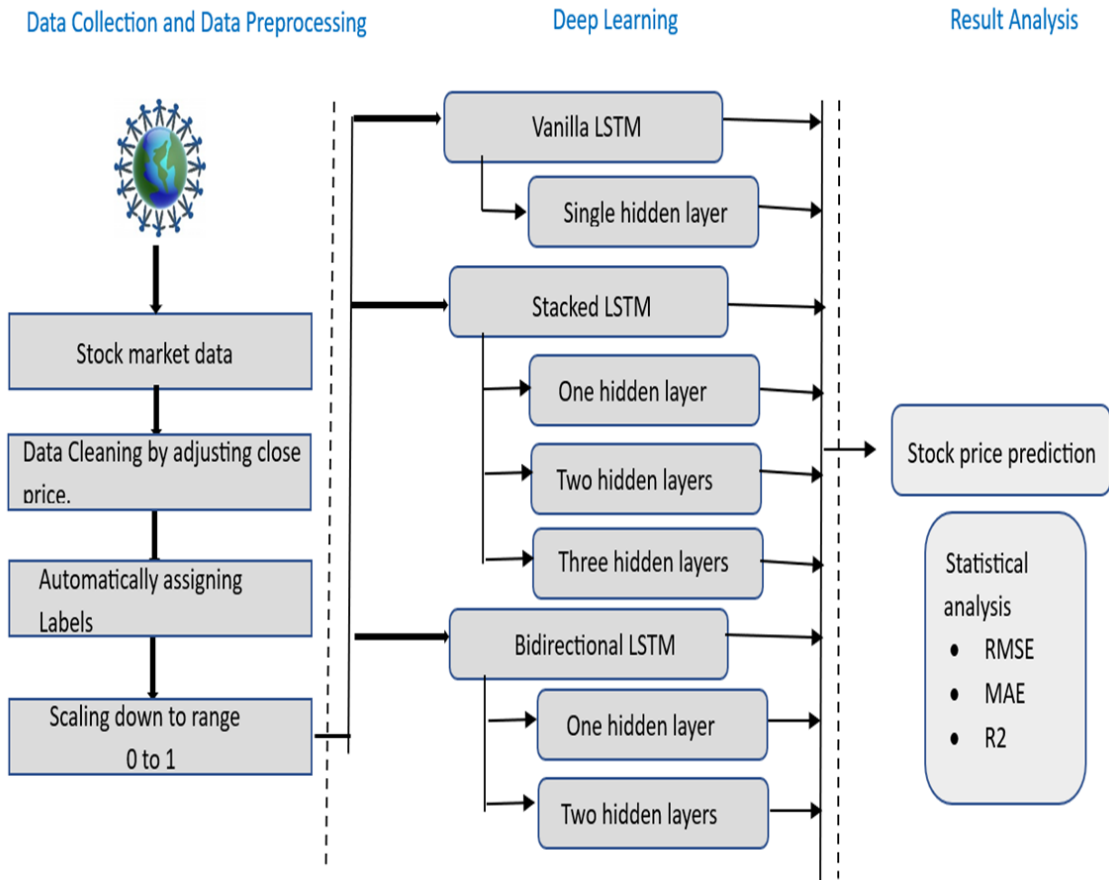 Data Collection and Data Preprocessing
Deep Learning
Result Analysis
Stock market data
Data Cleaning by adjusting close
price.
Automatically assigning
Labels
Scaling down to range
0 to 1
Vanilla LSTM
Single hidden layer
Stacked LSTM
One hidden layer
Two hidden layers
Three hidden layers
Bidirectional LSTM
One hidden layer
Two hidden layers
Stock price prediction
Statistical
analysis
• RMSE
• MAE
• R2